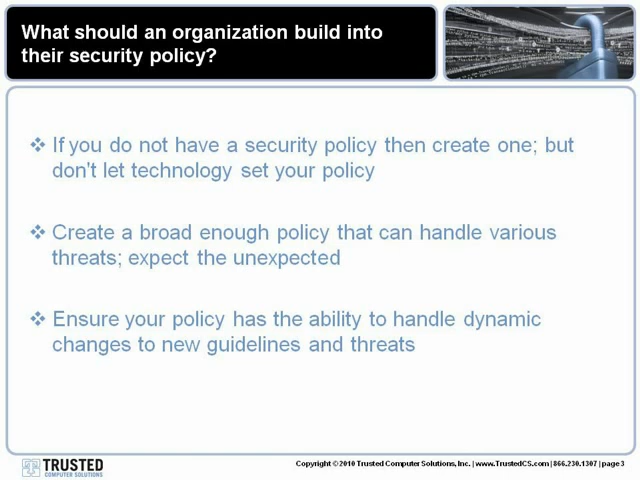 What should an organization build into
their security policy?
❖ If you do not have a security policy then create one; but
don't let technology set your policy
❖ Create a broad enough policy that can handle various
threats; expect the unexpected
❖ Ensure your policy has the ability to handle dynamic
changes to new guidelines and threats
TRUSTED
COMPUTER SOLUTIONS
Copyright © 2010 Trusted Computer Solutions, Inc. | www.TrustedCS.com | 866.230.1307 | page 3